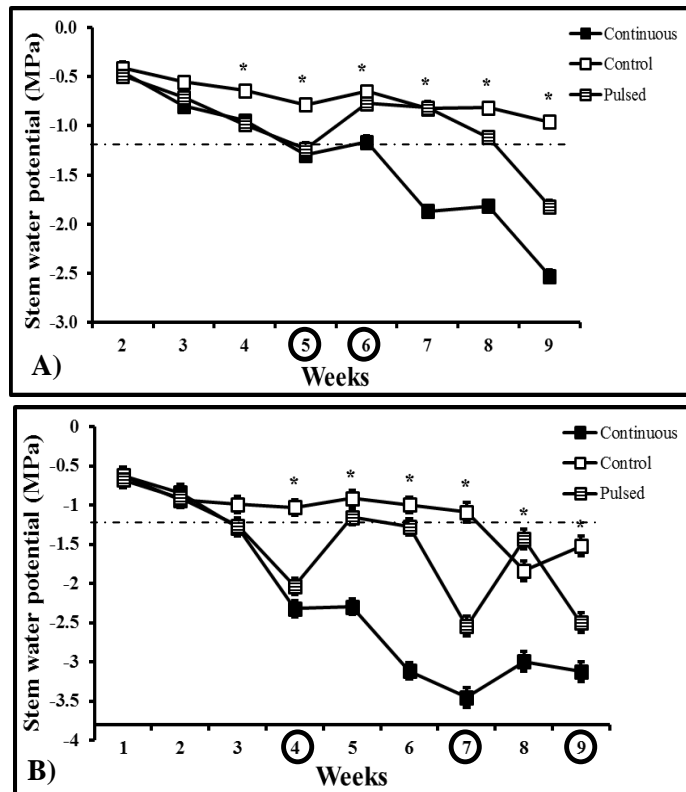 0.0
-0.5
-1.0
-1.5
-2.0
-2.5
-3.0
Stem water potential (MPa)
Continuous
Control
Pulsed
* * * * * *
2 3 4 5 6 7 8 9
Weeks
A)
0
-0.5
-1
-1.5
-2
-2.5
-3
-3.5
-4
Stem water potential (MPa)
Continuous
Control
Pulsed
* * * * * *
1 2 3 4 5 6 7 8 9
Weeks
B)